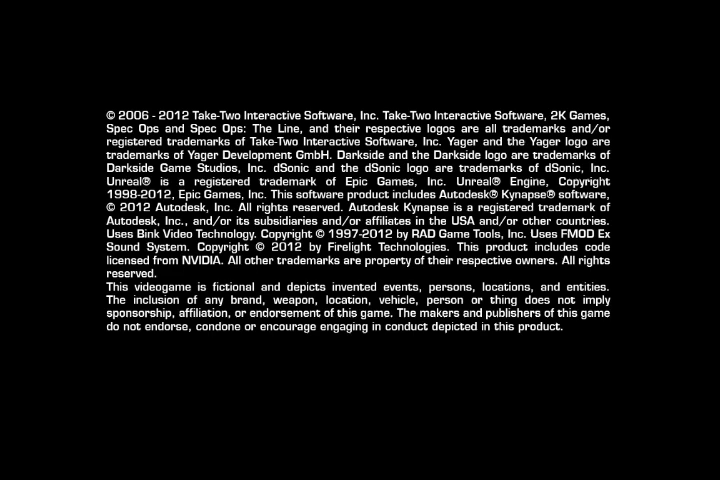 © 2006 - 2012 Take-Two Interactive Software, Inc. Take-Two Interactive Software, 2K Games,
Spec Ops and Spec Ops: The Line, and their respective logos are all trademarks and/or
registered trademarks of Take-Two Interactive Software, Inc. Yager and the Yager logo are
trademarks of Yager Development GmbH. Darkside and the Darkside logo are trademarks of
Darkside Game Studios, Inc. dSonic and the dSonic logo are trademarks of dSonic, Inc.
Unreal® is a registered trademark of Epic Games, Inc. Unreal® Engine, Copyright
1998-2012, Epic Games, Inc. This software product includes Autodesk® Kynapse® software,
© 2012 Autodesk, Inc. All rights reserved. Autodesk Kynapse is a registered trademark of
Autodesk, Inc., and/or its subsidiaries and/or affiliates in the USA and/or other countries.
Uses Bink Video Technology. Copyright © 1997-2012 by RAD Game Tools, Inc. Uses FMOD Ex
Sound System. Copyright © 2012 by Firelight Technologies. This product includes code
licensed from NVIDIA. All other trademarks are property of their respective owners. All rights
reserved.
This videogame is fictional and depicts invented events, persons, locations, and entities.
The inclusion of any brand, weapon, location, vehicle, person or thing does not imply
sponsorship, affiliation, or endorsement of this game. The makers and publishers of this game
do not endorse, condone or encourage engaging in conduct depicted in this product.